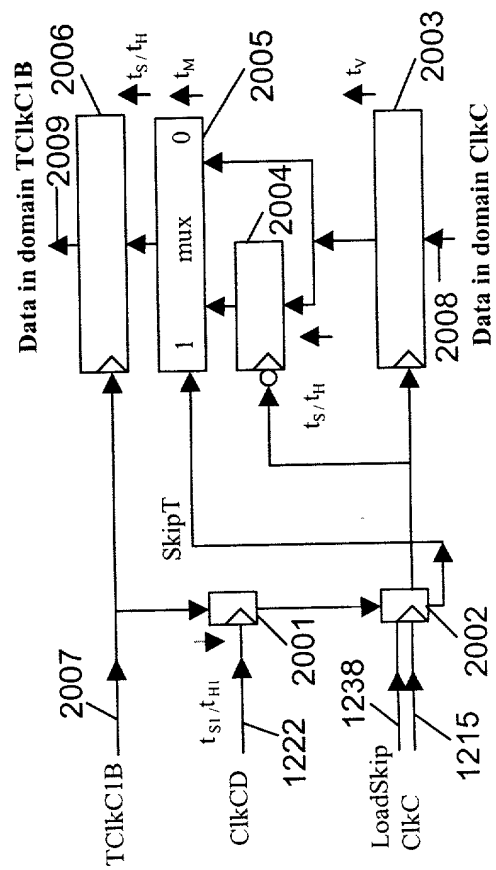 Data in domain TClkC1B
2009
2006
tS/tH
1 mux 0
tM
2005
2004
tS/tH
tV
2003
2008
Data in domain ClkC
2007
TClkC1B
SkipT
tS1/tH1
2001
ClkCD
1222
LoadSkip
1238
ClkC
1215
2002